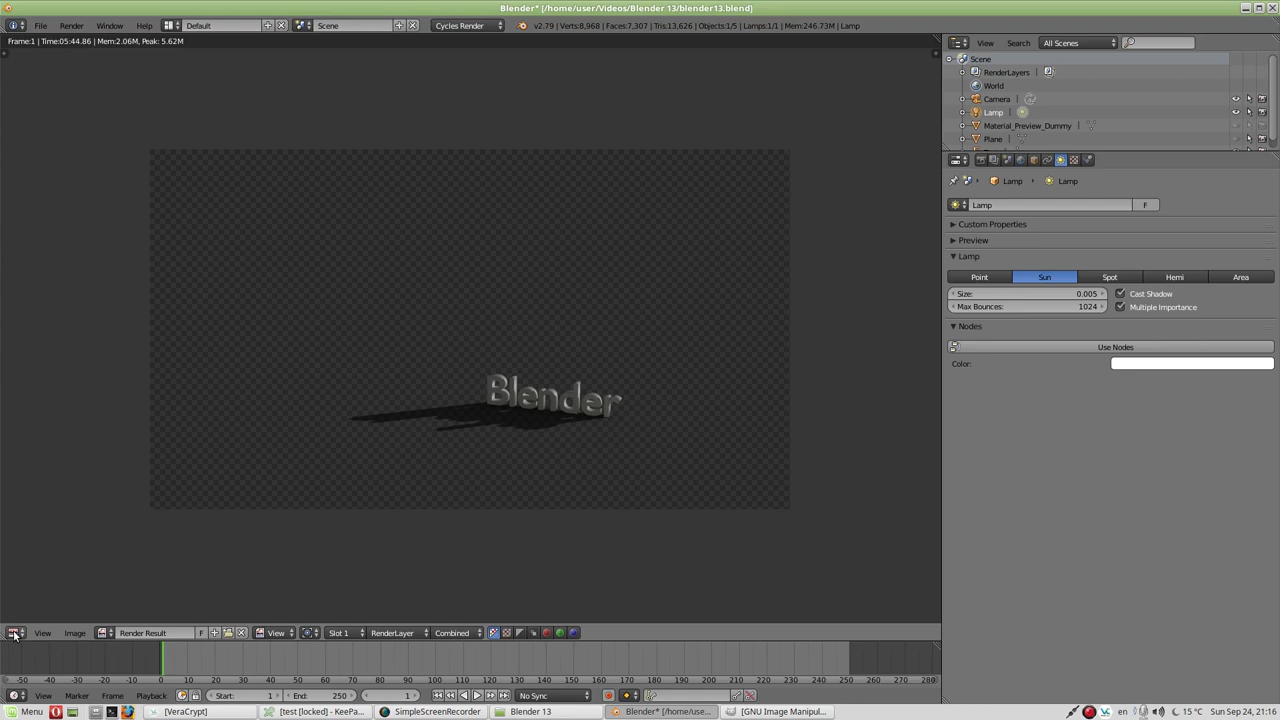 Blender* [/home/user/Videos/Blender 13/blender13.blend]
File Render Window Help Default Scene Cycles Render v2.79 | Verts:8,968 | Faces:7,307 | Tris:13,626 | Objects:1/5 | Lamps:1/1 | Mem:246.73M | Lamp
Frame:1 | Time:05:44.86 | Mem:2.06M, Peak: 5.62M
View Search All Scenes
Scene
RenderLayers
World
Camera
Lamp
Material_Preview_Dummy
Plane
Lamp Lamp
Lamp F
Custom Properties
Preview
Lamp
Point Sun Spot Hemi Area
Size: 0.005 Cast Shadow
Max Bounces: 1024 Multiple Importance
Nodes
Use Nodes
Color:
Blender
View Image Render Result F View Slot 1 RenderLayer Combined
-50 -40 -30 -20 -10 0 10 20 30 40 50 60 70 80 90 100 110 120 130 140 150 160 170 180 190 200 210 220 230 240 250 260 270 280
View Marker Frame Playback Start: 1 End: 250 1 No Sync
Menu [VeraCrypt] [test [locked] - KeePa... SimpleScreenRecorder Blender 13 Blender* [/home/use... [GNU Image Manipul... en 15 °C Sun Sep 24, 21:16